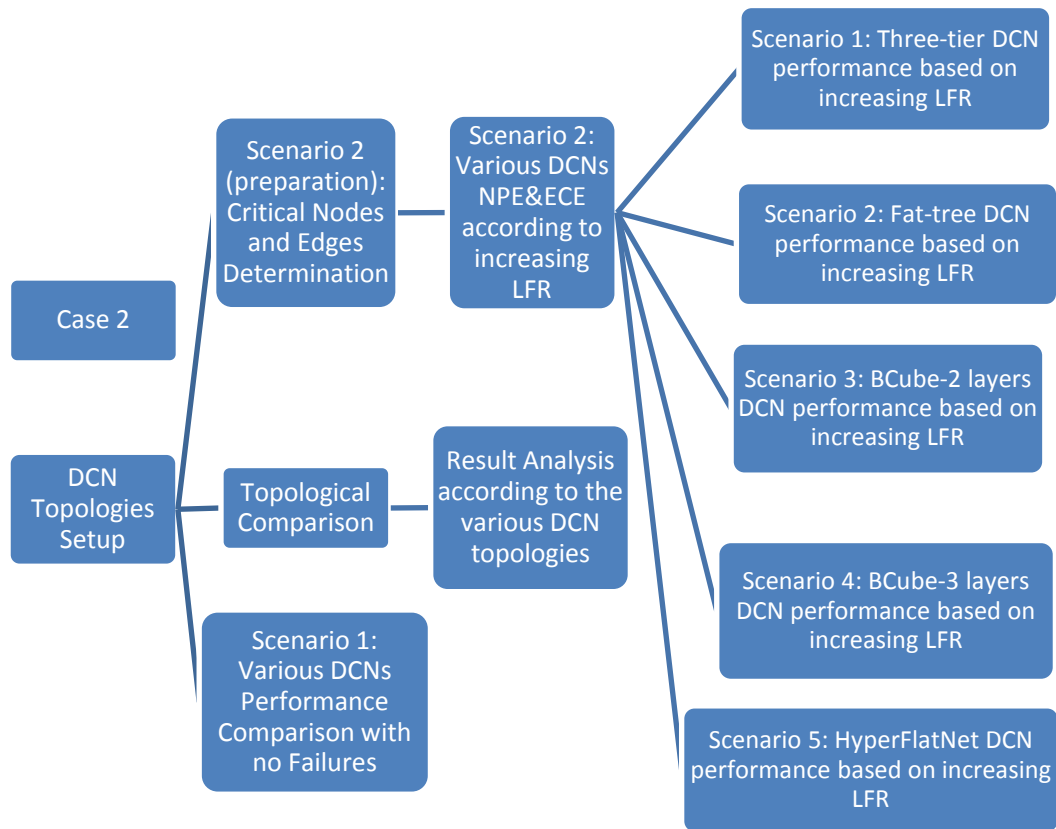 Case 2
DCN
Topologies
Setup
Scenario 2
(preparation):
Critical Nodes
and Edges
Determination
Topological
Comparison
Scenario 1:
Various DCNs
Performance
Comparison with
no Failures
Scenario 2:
Various DCNs
NPE&ECE
according to
increasing
LFR
Result Analysis
according to the
various DCN
topologies
Scenario 1: Three-tier DCN
performance based on
increasing LFR
Scenario 2: Fat-tree DCN
performance based on
increasing LFR
Scenario 3: BCube-2 layers
DCN performance based on
increasing LFR
Scenario 4: BCube-3 layers
DCN performance based on
increasing LFR
Scenario 5: HyperFlatNet DCN
performance based on increasing
LFR